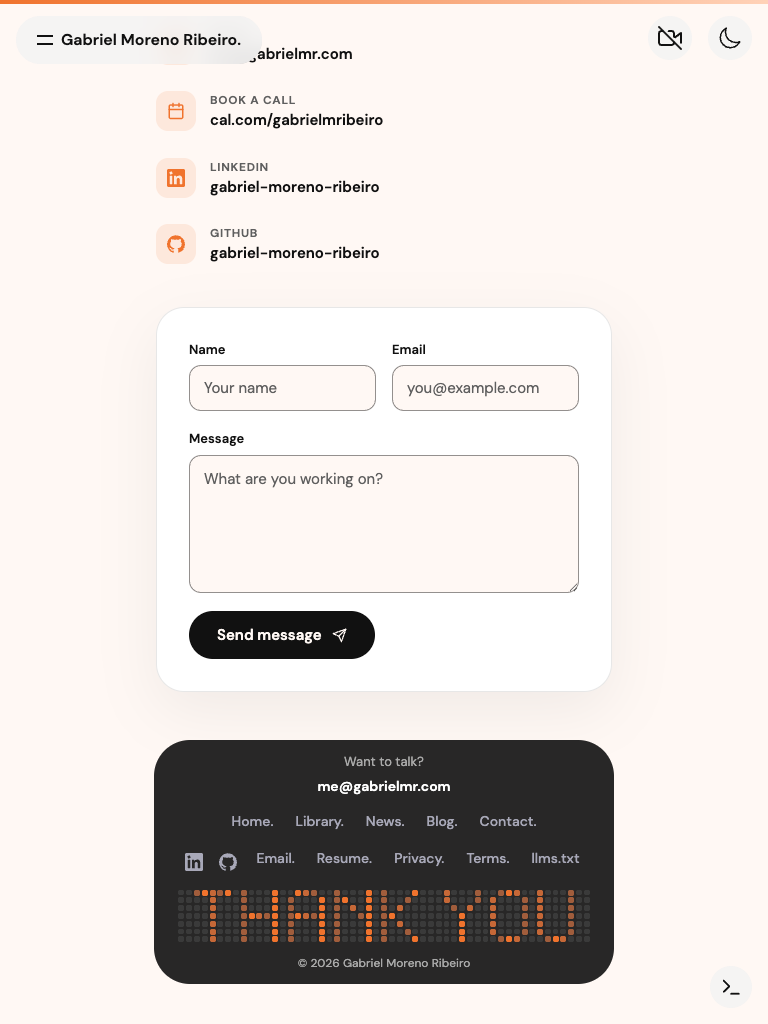 Gabriel Moreno Ribeiro.
gabrielmr.com
BOOK A CALL
cal.com/gabrielmribeiro
LINKEDIN
gabriel-moreno-ribeiro
GITHUB
gabriel-moreno-ribeiro
Name
Email
Your name
you@example.com
Message
What are you working on?
Send message
Want to talk?
me@gabrielmr.com
Home. Library. News. Blog. Contact.
Email. Resume. Privacy. Terms. llms.txt
THANK YOU
© 2026 Gabriel Moreno Ribeiro